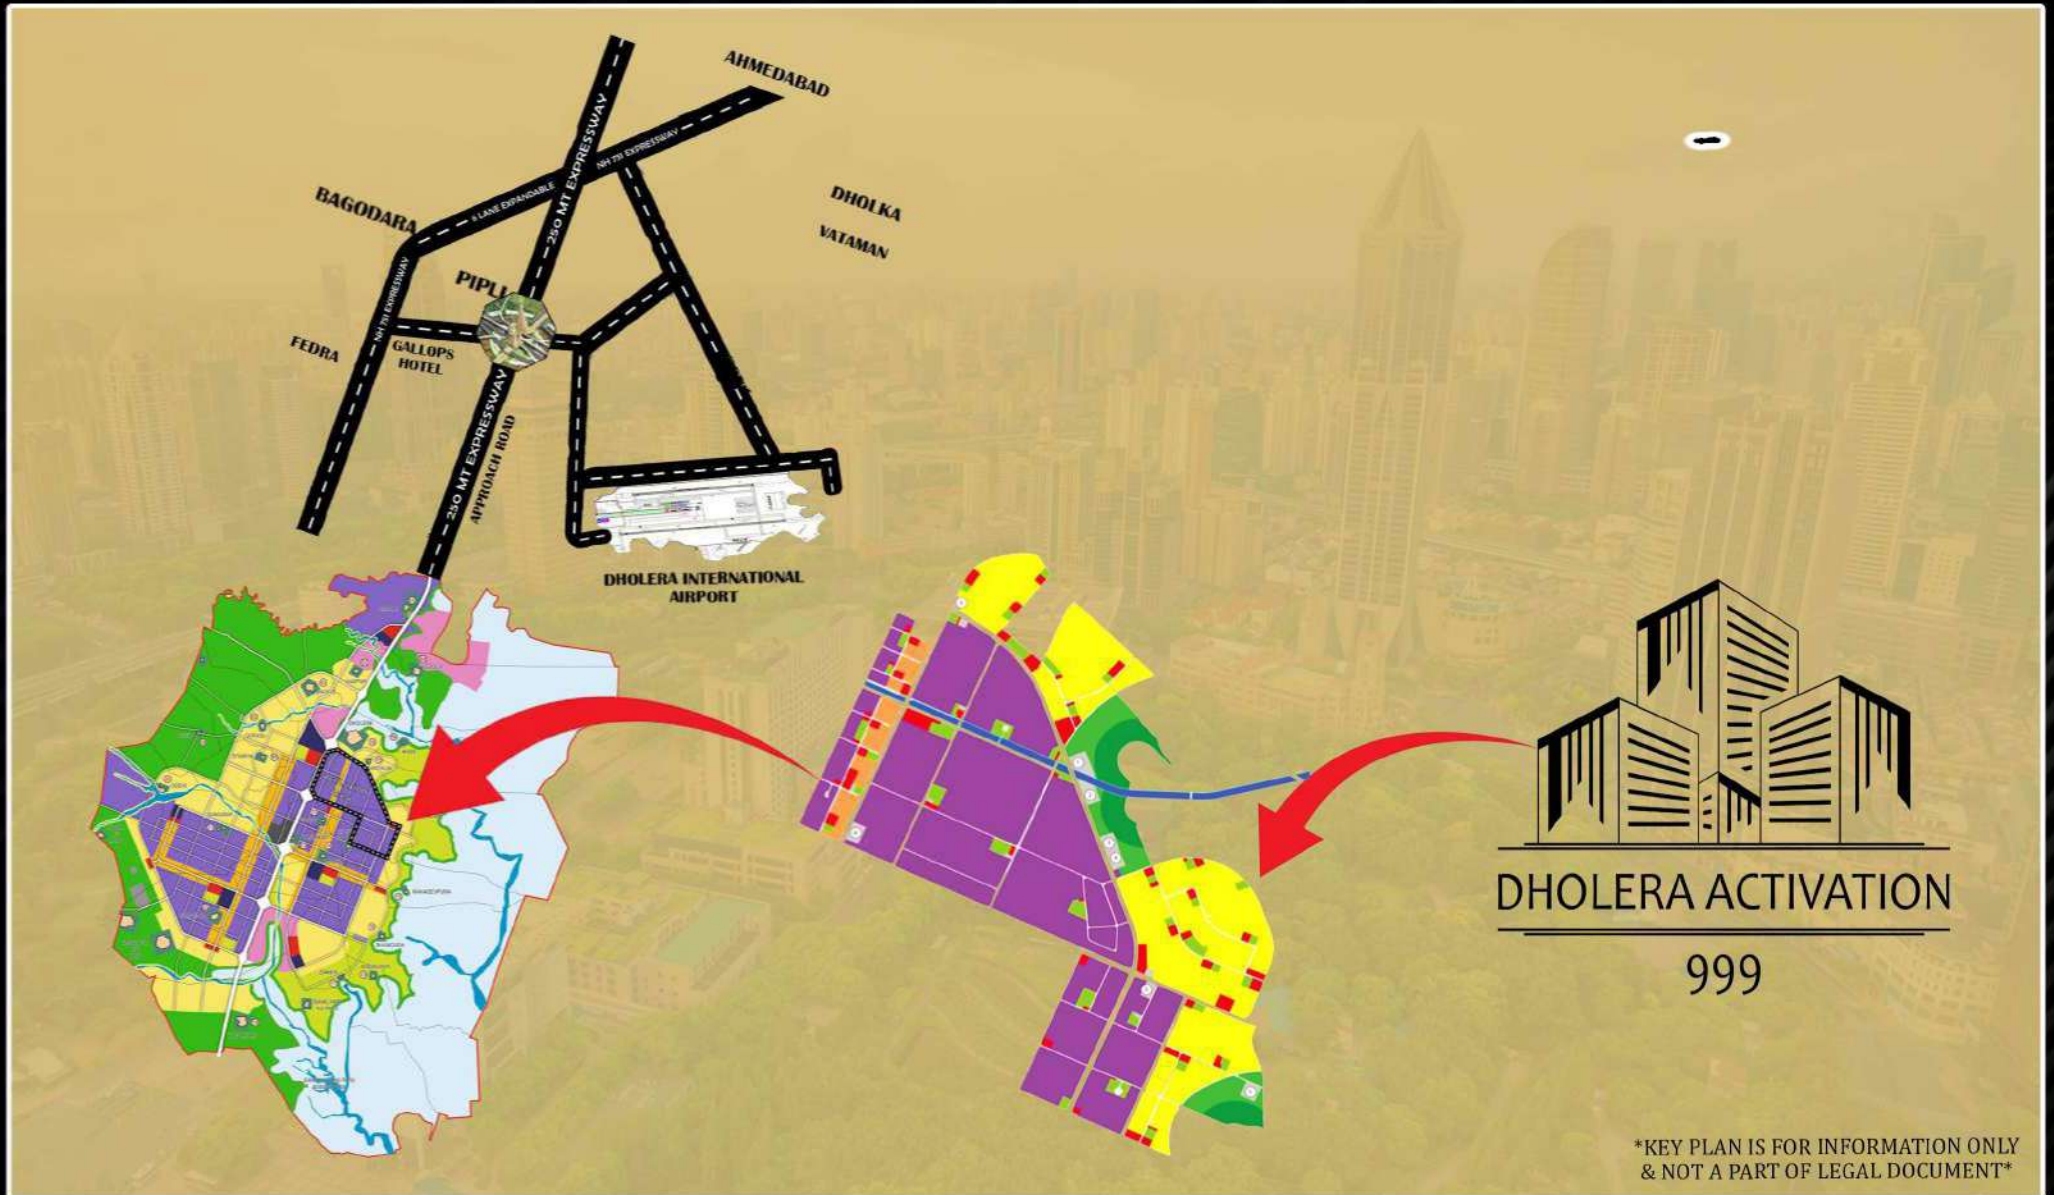 AHMEDABAD
250 MT EXPRESSWAY
NH 751 EXPRESSWAY
6 LANE EXPANDABLE
BAGODARA
DHOLKA
VATAMAN
NH 751 EXPRESSWAY
PIPLI
FEDRA
GALLOPS
HOTEL
250 MT EXPRESSWAY
APPROACH ROAD
DHOLERA INTERNATIONAL
AIRPORT
DHOLERA ACTIVATION
999
*KEY PLAN IS FOR INFORMATION ONLY
& NOT A PART OF LEGAL DOCUMENT*